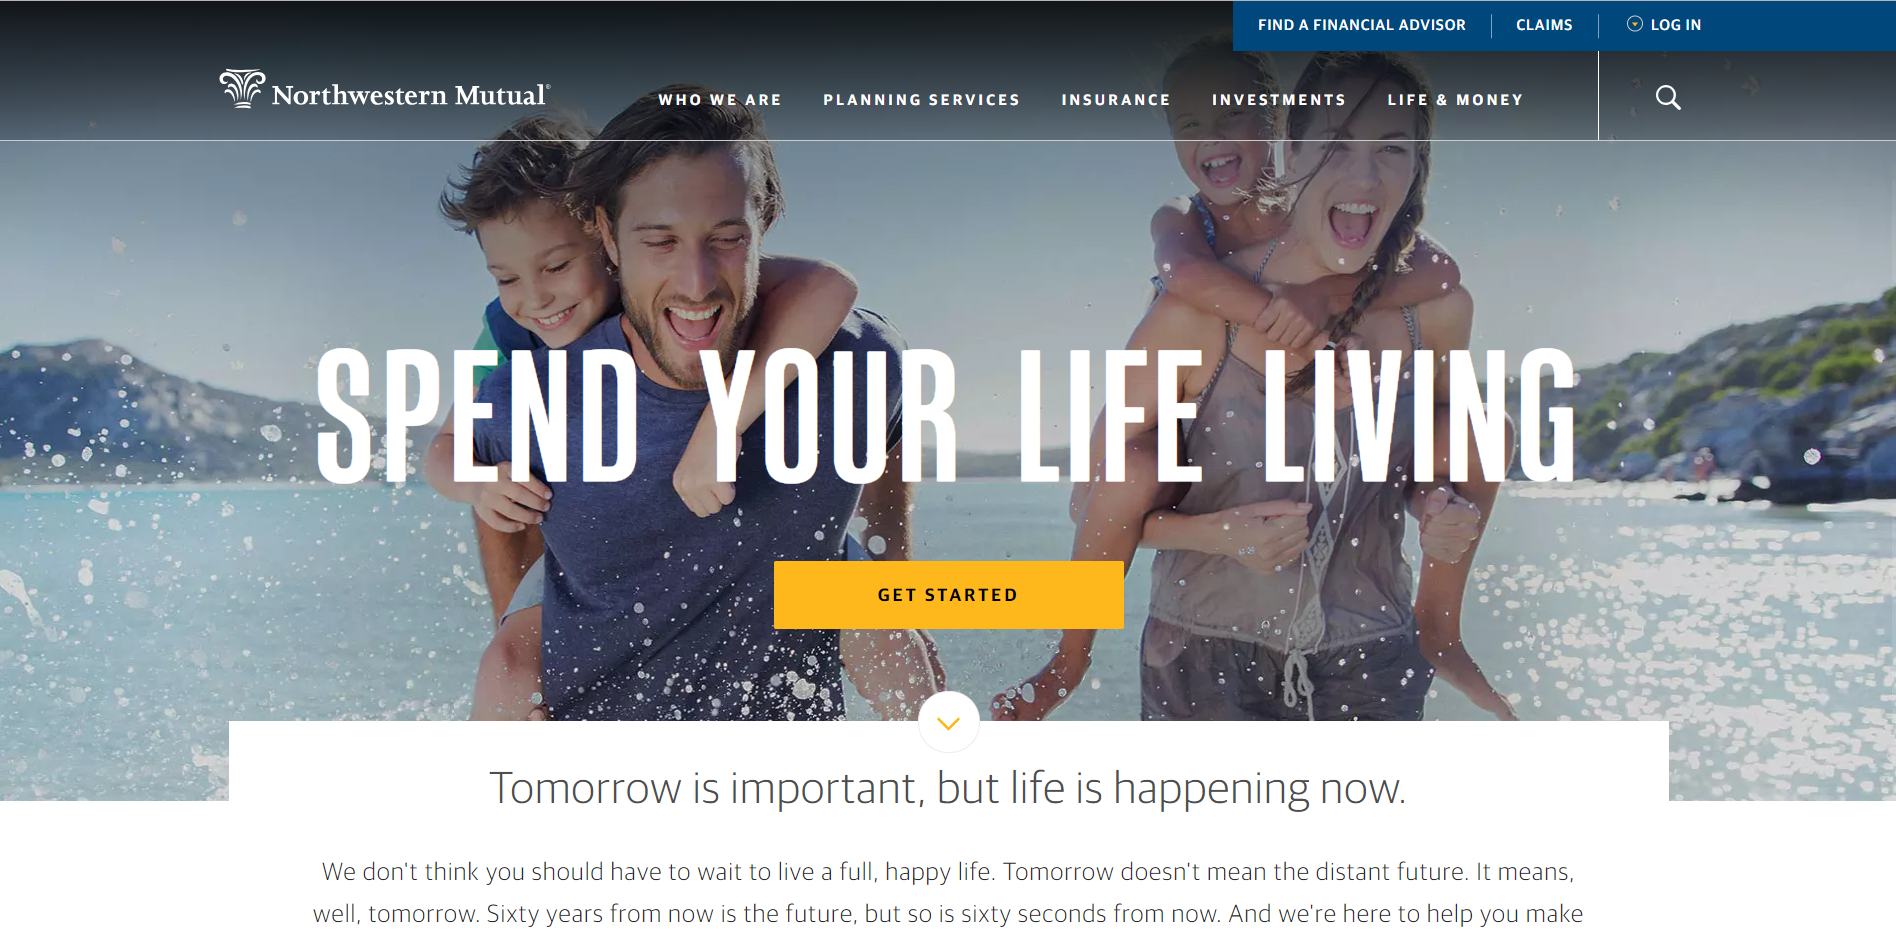 FIND A FINANCIAL ADVISOR
CLAIMS
LOG IN
Northwestern Mutual®
WHO WE ARE
PLANNING SERVICES
INSURANCE
INVESTMENTS
LIFE & MONEY
SPEND YOUR LIFE LIVING
GET STARTED
Tomorrow is important, but life is happening now.
We don't think you should have to wait to live a full, happy life. Tomorrow doesn't mean the distant future. It means,
well, tomorrow. Sixty years from now is the future, but so is sixty seconds from now. And we're here to help you make